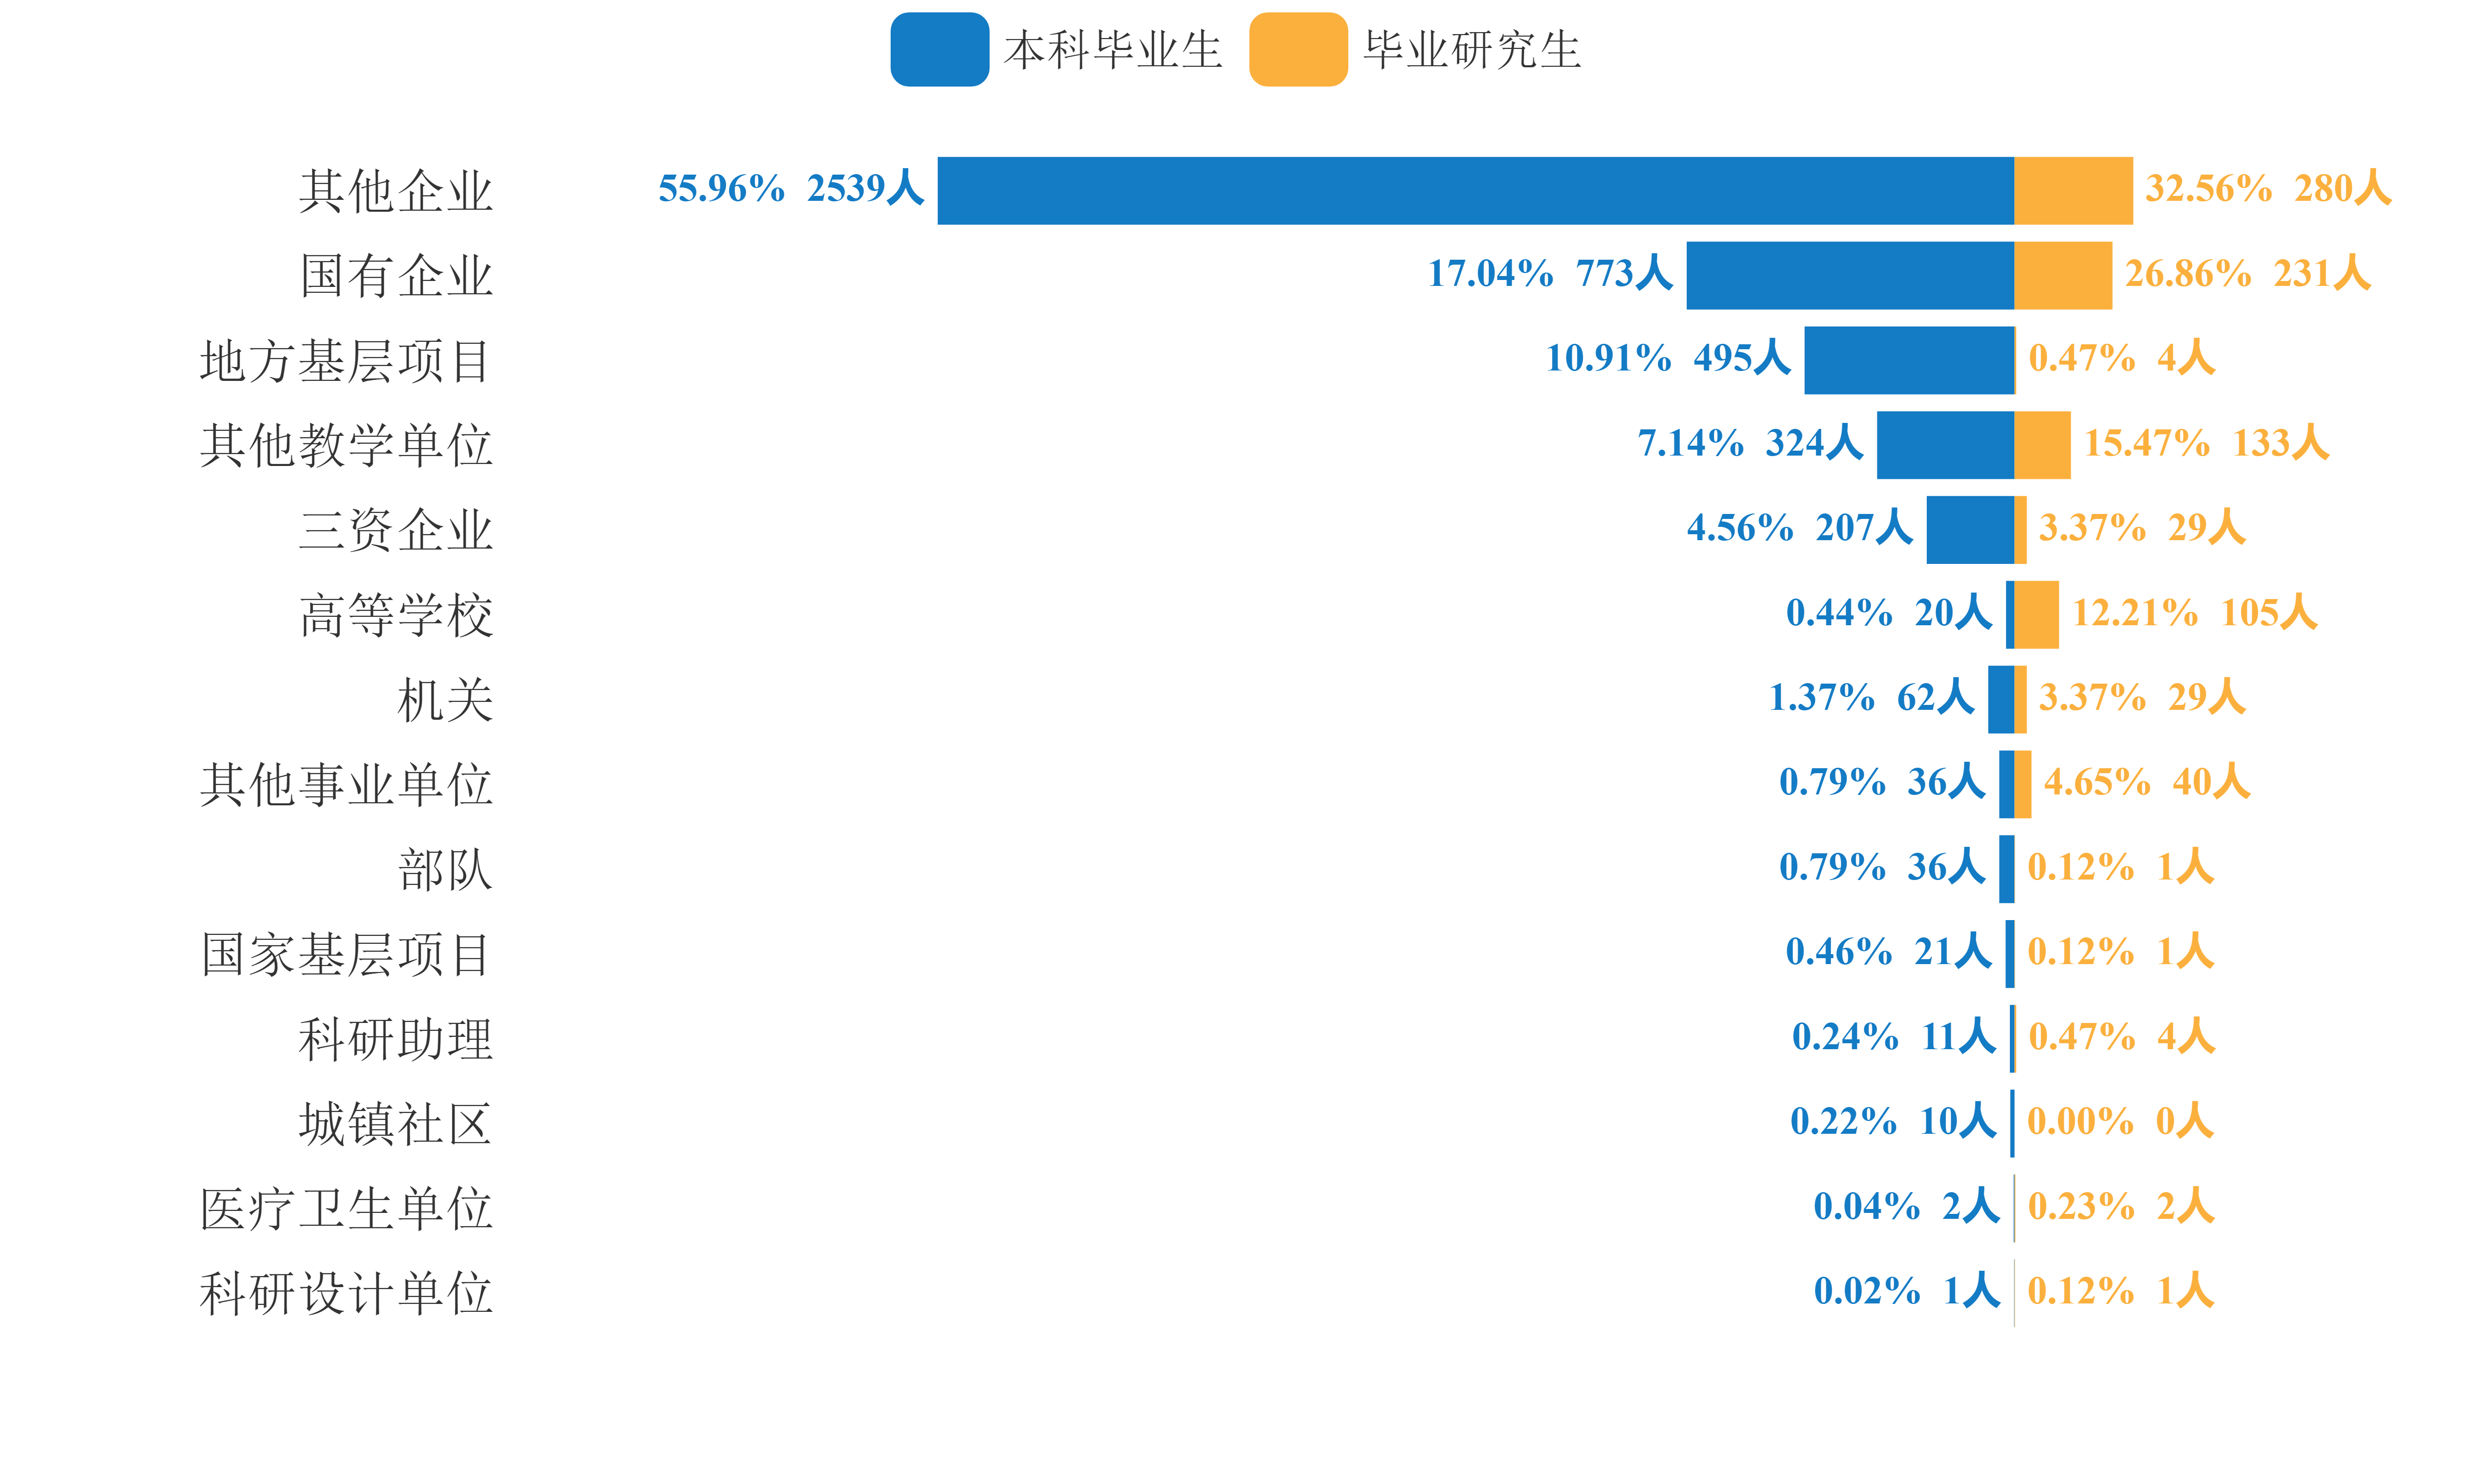 本科毕业生 毕业研究生
其他企业 55.96% 2539人 32.56% 280人
国有企业 17.04% 773人 26.86% 231人
地方基层项目 10.91% 495人 0.47% 4人
其他教学单位 7.14% 324人 15.47% 133人
三资企业 4.56% 207人 3.37% 29人
高等学校 0.44% 20人 12.21% 105人
机关 1.37% 62人 3.37% 29人
其他事业单位 0.79% 36人 4.65% 40人
部队 0.79% 36人 0.12% 1人
国家基层项目 0.46% 21人 0.12% 1人
科研助理 0.24% 11人 0.47% 4人
城镇社区 0.22% 10人 0.00% 0人
医疗卫生单位 0.04% 2人 0.23% 2人
科研设计单位 0.02% 1人 0.12% 1人